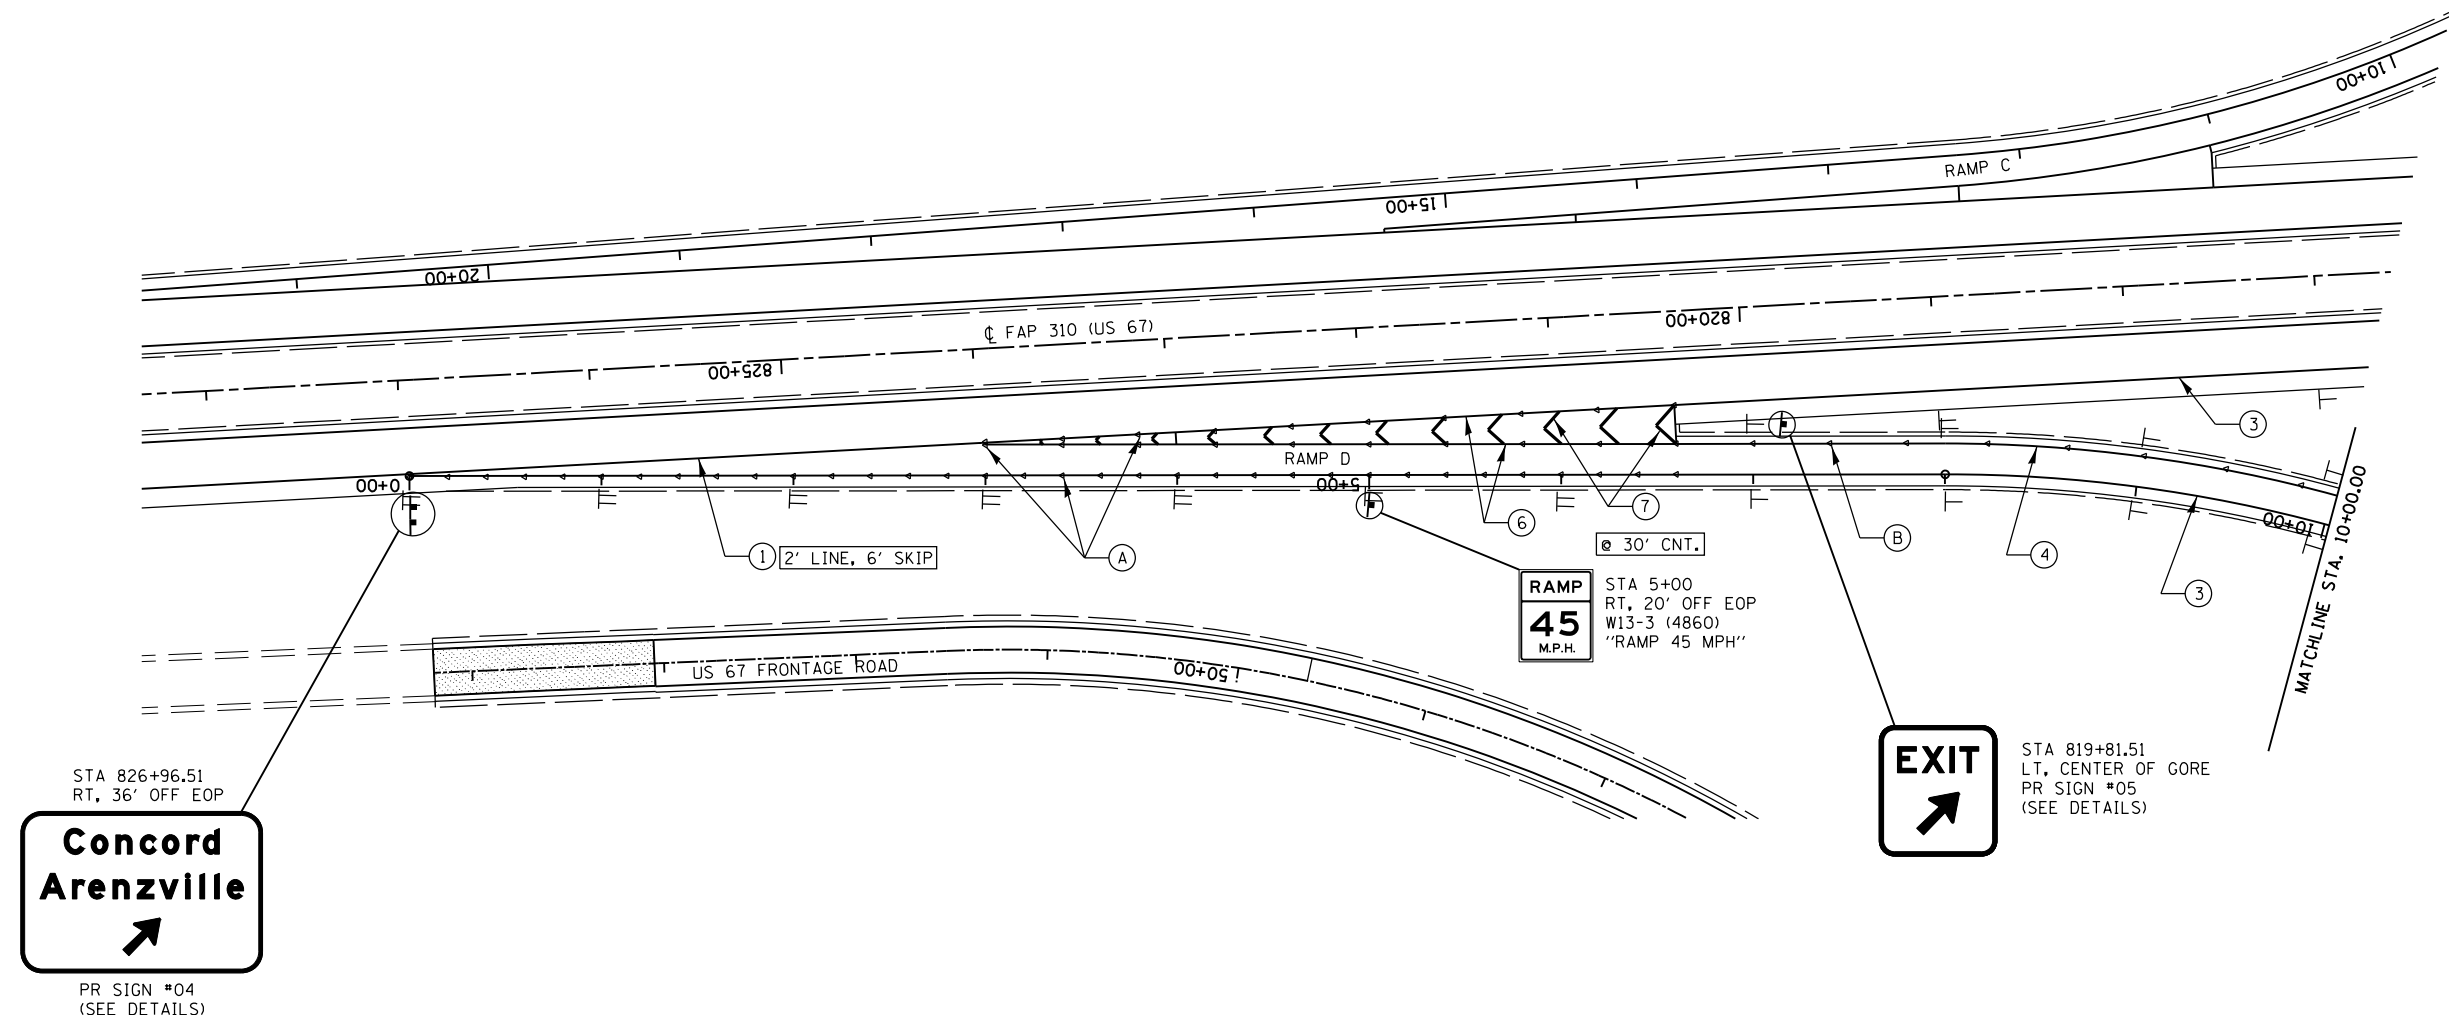 10+00
RAMP C
15+00
20+00
℄ FAP 310 (US 67)
820+00
825+00
3
RAMP D
0+00
5+00
10+00
MATCHLINE STA. 10+00.00
1
2' LINE, 6' SKIP
A
6
7
@ 30' CNT.
B
4
3
RAMP
45
M.P.H.
STA 5+00
RT, 20' OFF EOP
W13-3 (4860)
"RAMP 45 MPH"
US 67 FRONTAGE ROAD
50+00
STA 826+96.51
RT, 36' OFF EOP
Concord
Arenzville
PR SIGN #04
(SEE DETAILS)
EXIT
STA 819+81.51
LT, CENTER OF GORE
PR SIGN #05
(SEE DETAILS)